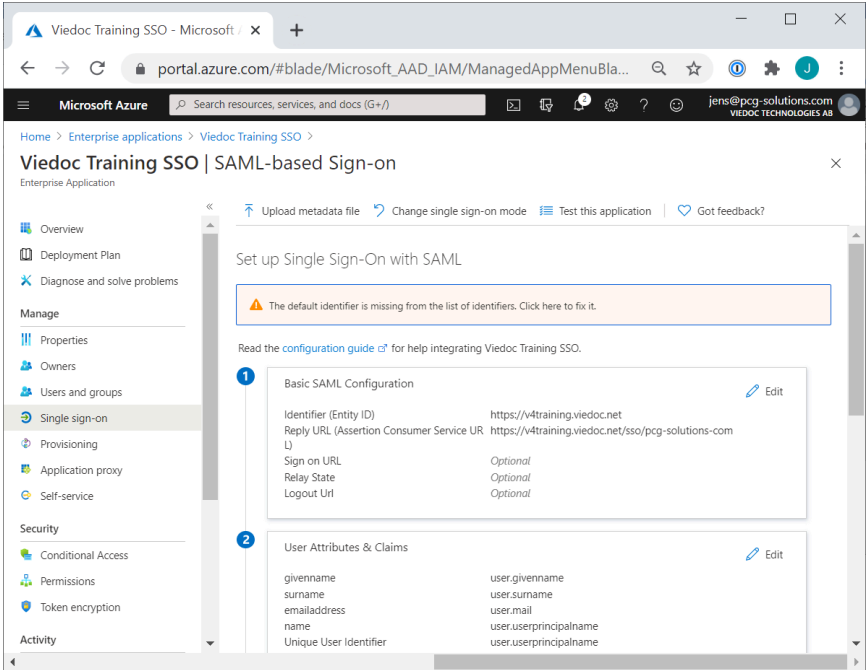 Viedoc Training SSO - Microsoft A
portal.azure.com/#blade/Microsoft_AAD_IAM/ManagedAppMenuBla...
J
Microsoft Azure
Search resources, services, and docs (G+/)
2
jens@pcg-solutions.com
VIEDOC TECHNOLOGIES AB
Home > Enterprise applications > Viedoc Training SSO >
Viedoc Training SSO | SAML-based Sign-on
Enterprise Application
Overview
Deployment Plan
Diagnose and solve problems
Manage
Properties
Owners
Users and groups
Single sign-on
Provisioning
Application proxy
Self-service
Security
Conditional Access
Permissions
Token encryption
Activity
Upload metadata file Change single sign-on mode Test this application Got feedback?
Set up Single Sign-On with SAML
The default identifier is missing from the list of identifiers. Click here to fix it.
Read the configuration guide for help integrating Viedoc Training SSO.
1
Basic SAML Configuration
Edit
Identifier (Entity ID) https://v4training.viedoc.net
Reply URL (Assertion Consumer Service UR https://v4training.viedoc.net/sso/pcg-solutions-com
L)
Sign on URL Optional
Relay State Optional
Logout Url Optional
2
User Attributes & Claims
Edit
givenname user.givenname
surname user.surname
emailaddress user.mail
name user.userprincipalname
Unique User Identifier user.userprincipalname